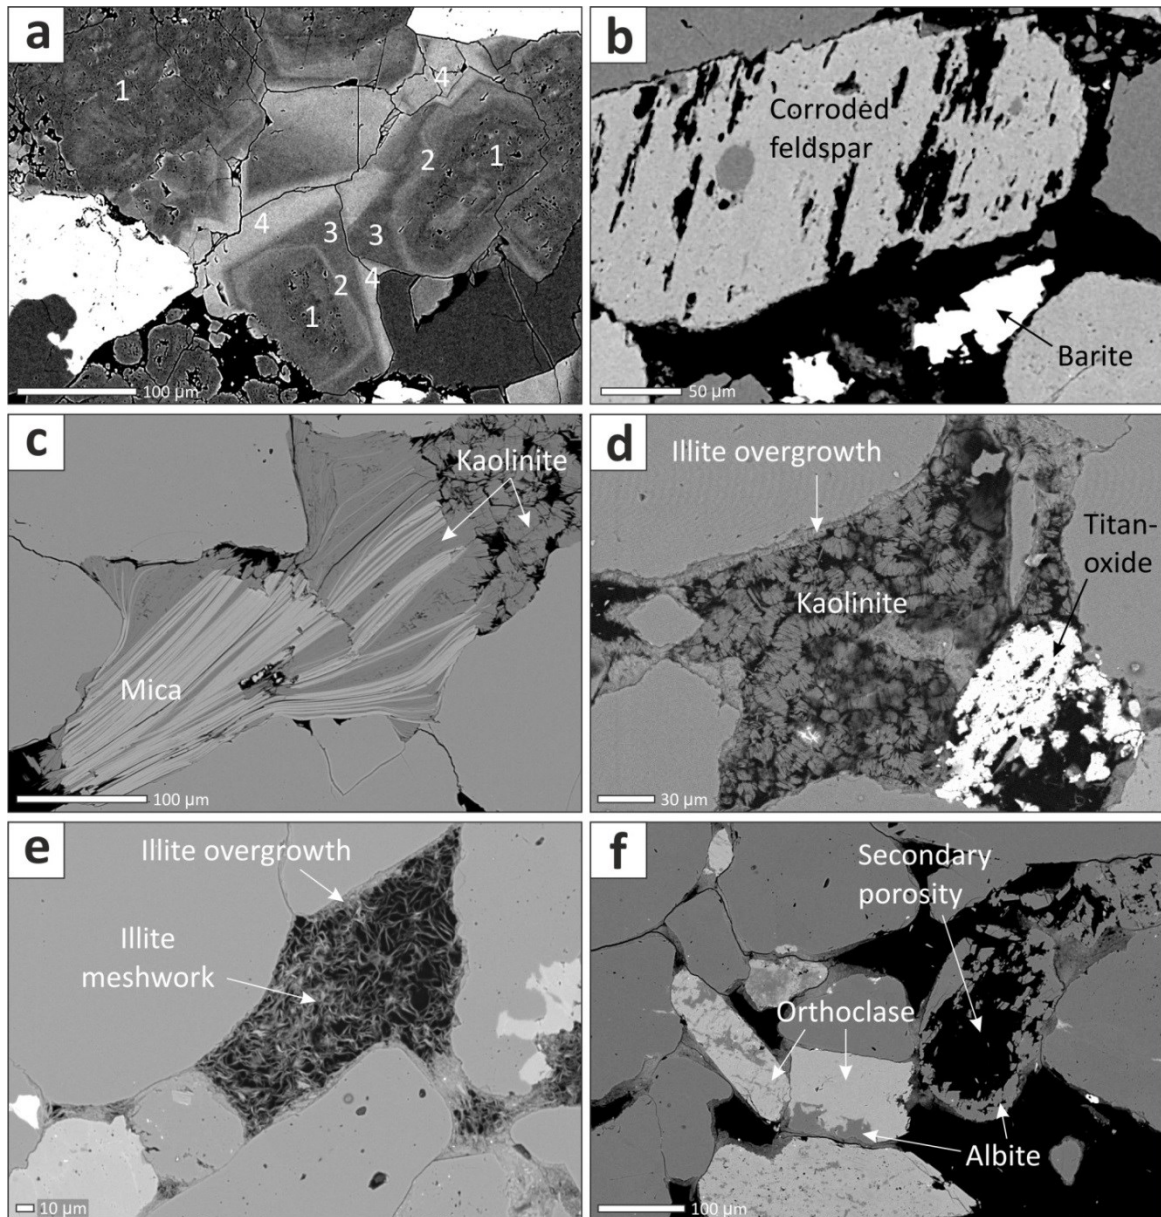 a
1
4
2
1
4
3
3
2
4
1
100 µm
b
Corroded
feldspar
Barite
50 µm
c
Kaolinite
Mica
100 µm
d
Illite overgrowth
Titan-
oxide
Kaolinite
30 µm
e
Illite overgrowth
Illite
meshwork
10 µm
f
Secondary
porosity
Orthoclase
Albite
100 µm